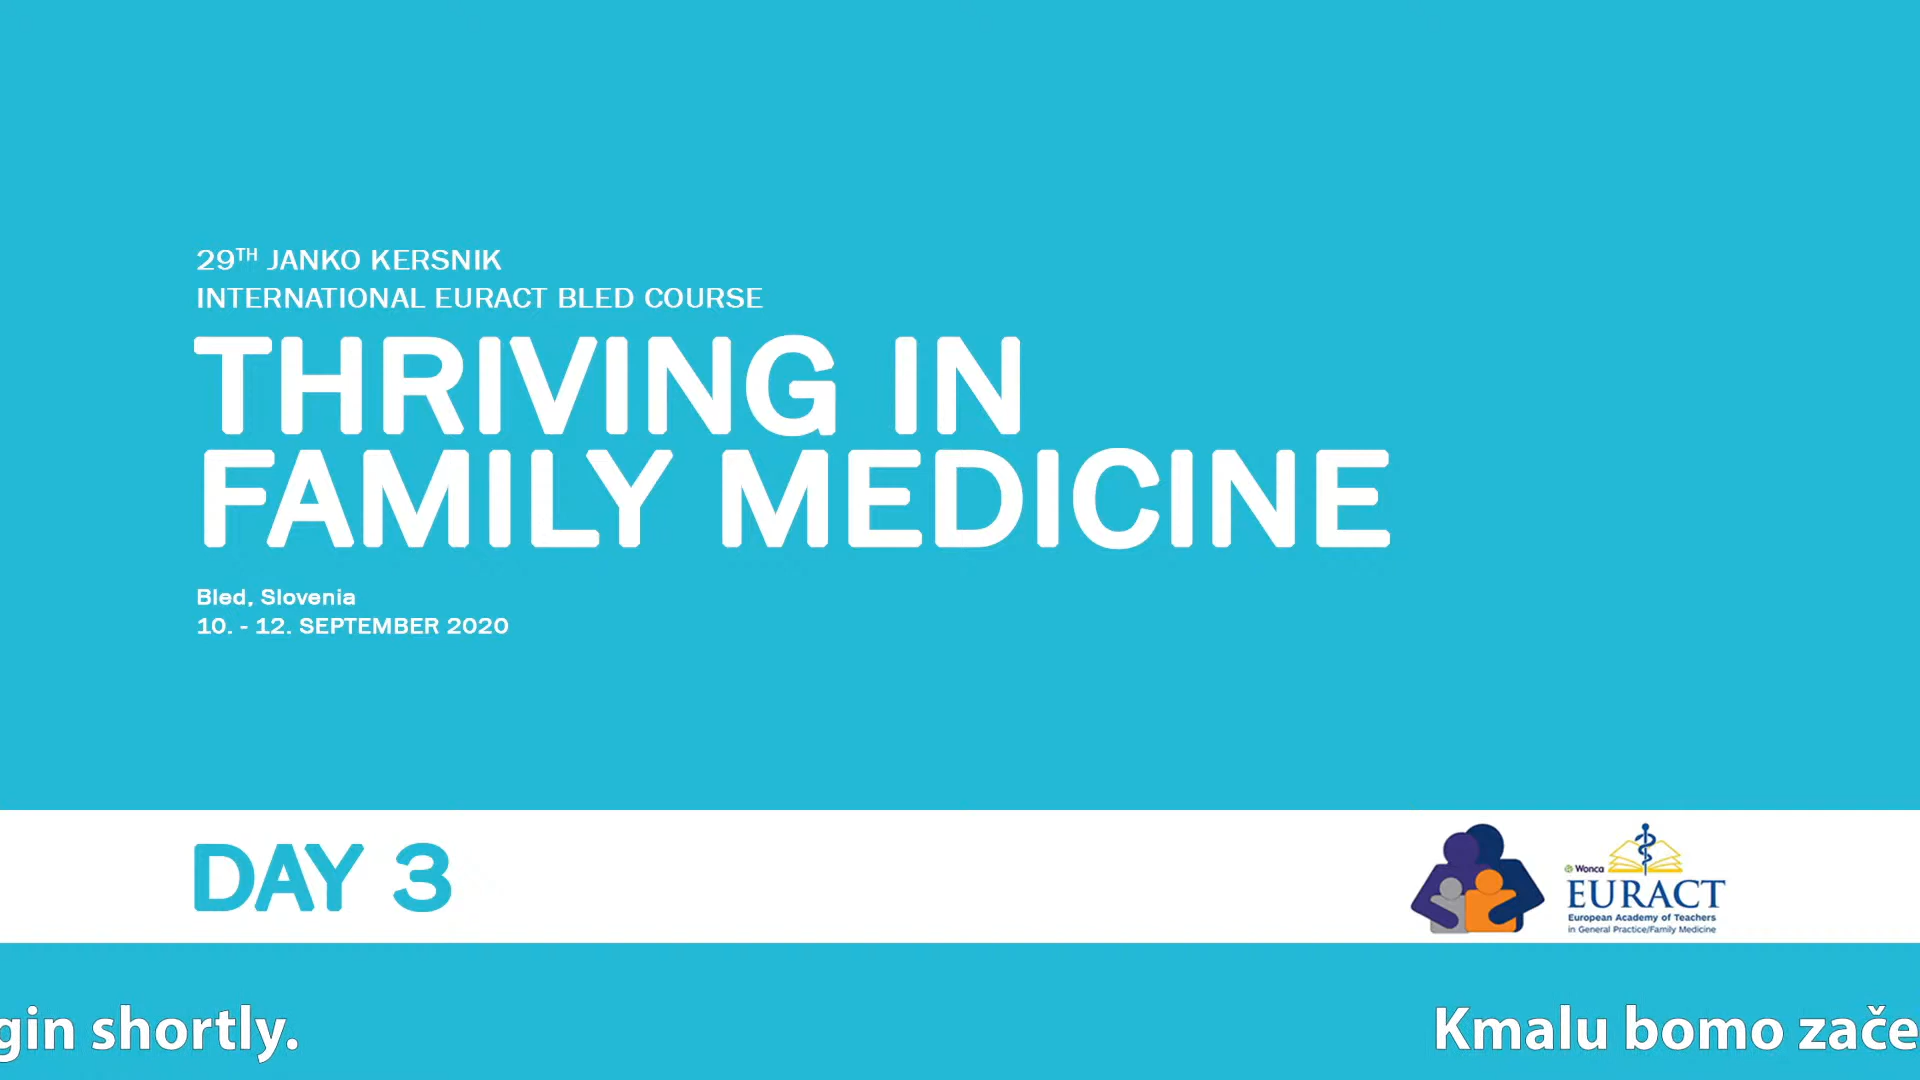 29TH JANKO KERSNIK
INTERNATIONAL EURACT BLED COURSE
THRIVING IN
FAMILY MEDICINE
Bled, Slovenia
10. - 12. SEPTEMBER 2020
DAY 3
Wonca
EURACT
European Academy of Teachers
in General Practice/Family Medicine
gin shortly.
Kmalu bomo zače